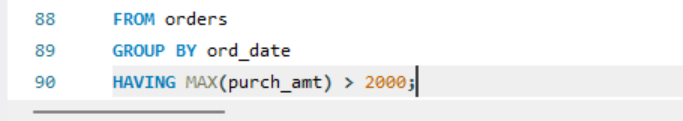 88 FROM orders
89 GROUP BY ord_date
90 HAVING MAX(purch_amt) > 2000;